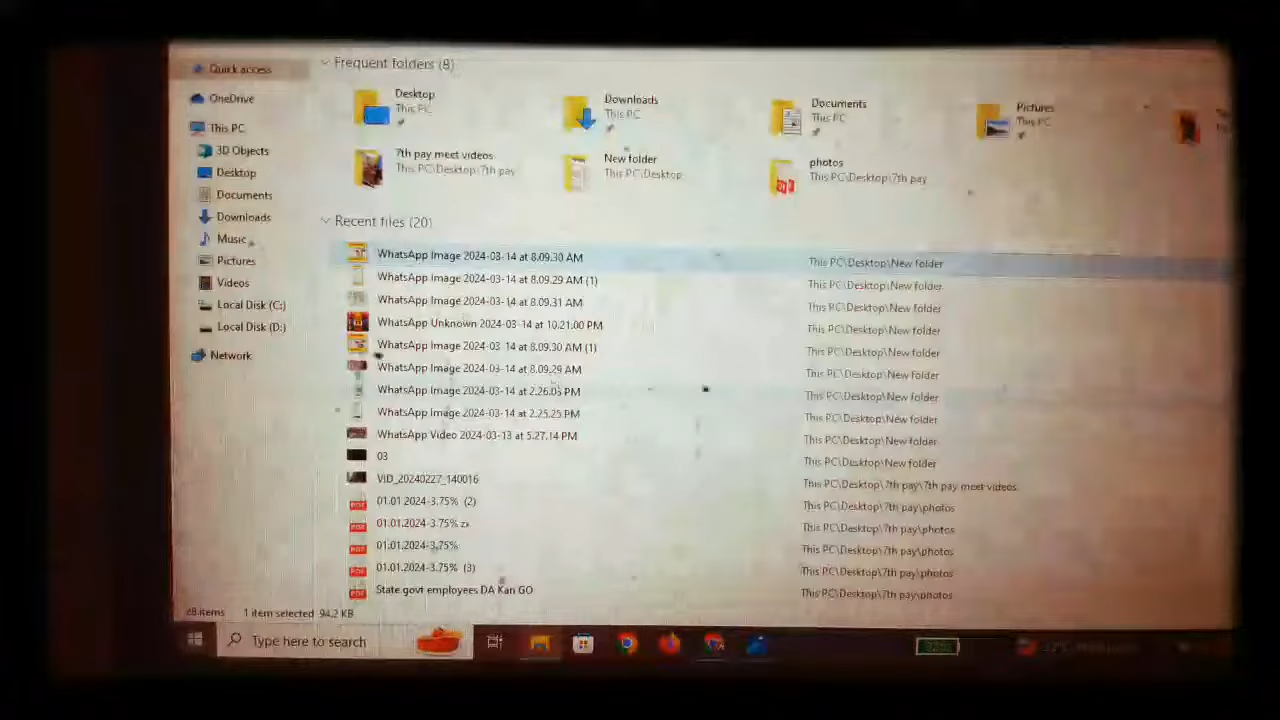 Quick access
OneDrive
This PC
3D Objects
Desktop
Documents
Downloads
Music
Pictures
Videos
Local Disk (C:)
Local Disk (D:)
Network
Frequent folders (8)
Desktop
This PC
Downloads
This PC
Documents
This PC
Pictures
This PC
7th pay meet videos
This PC\Desktop\7th pay
New folder
This PC\Desktop
photos
This PC\Desktop\7th pay
Recent files (20)
WhatsApp Image 2024-03-14 at 8.09.30 AM This PC\Desktop\New folder
WhatsApp Image 2024-03-14 at 8.09.29 AM (1) This PC\Desktop\New folder
WhatsApp Image 2024-03-14 at 8.09.31 AM This PC\Desktop\New folder
WhatsApp Unknown 2024-03-14 at 10.21.00 PM This PC\Desktop\New folder
WhatsApp Image 2024-03-14 at 8.09.30 AM (1) This PC\Desktop\New folder
WhatsApp Image 2024-03-14 at 8.09.29 AM This PC\Desktop\New folder
WhatsApp Image 2024-03-14 at 2.26.03 PM This PC\Desktop\New folder
WhatsApp Image 2024-03-14 at 2.25.25 PM This PC\Desktop\New folder
WhatsApp Video 2024-03-13 at 5.27.14 PM This PC\Desktop\New folder
03 This PC\Desktop\New folder
VID_20240227_140016 This PC\Desktop\7th pay\7th pay meet videos
01.01.2024-3.75% (2) This PC\Desktop\7th pay\photos
01.01.2024-3.75% zx This PC\Desktop\7th pay\photos
01.01.2024-3.75% This PC\Desktop\7th pay\photos
01.01.2024-3.75% (3) This PC\Desktop\7th pay\photos
State govt employees DA Kan GO This PC\Desktop\7th pay\photos
28 items 1 item selected 94.2 KB
Type here to search